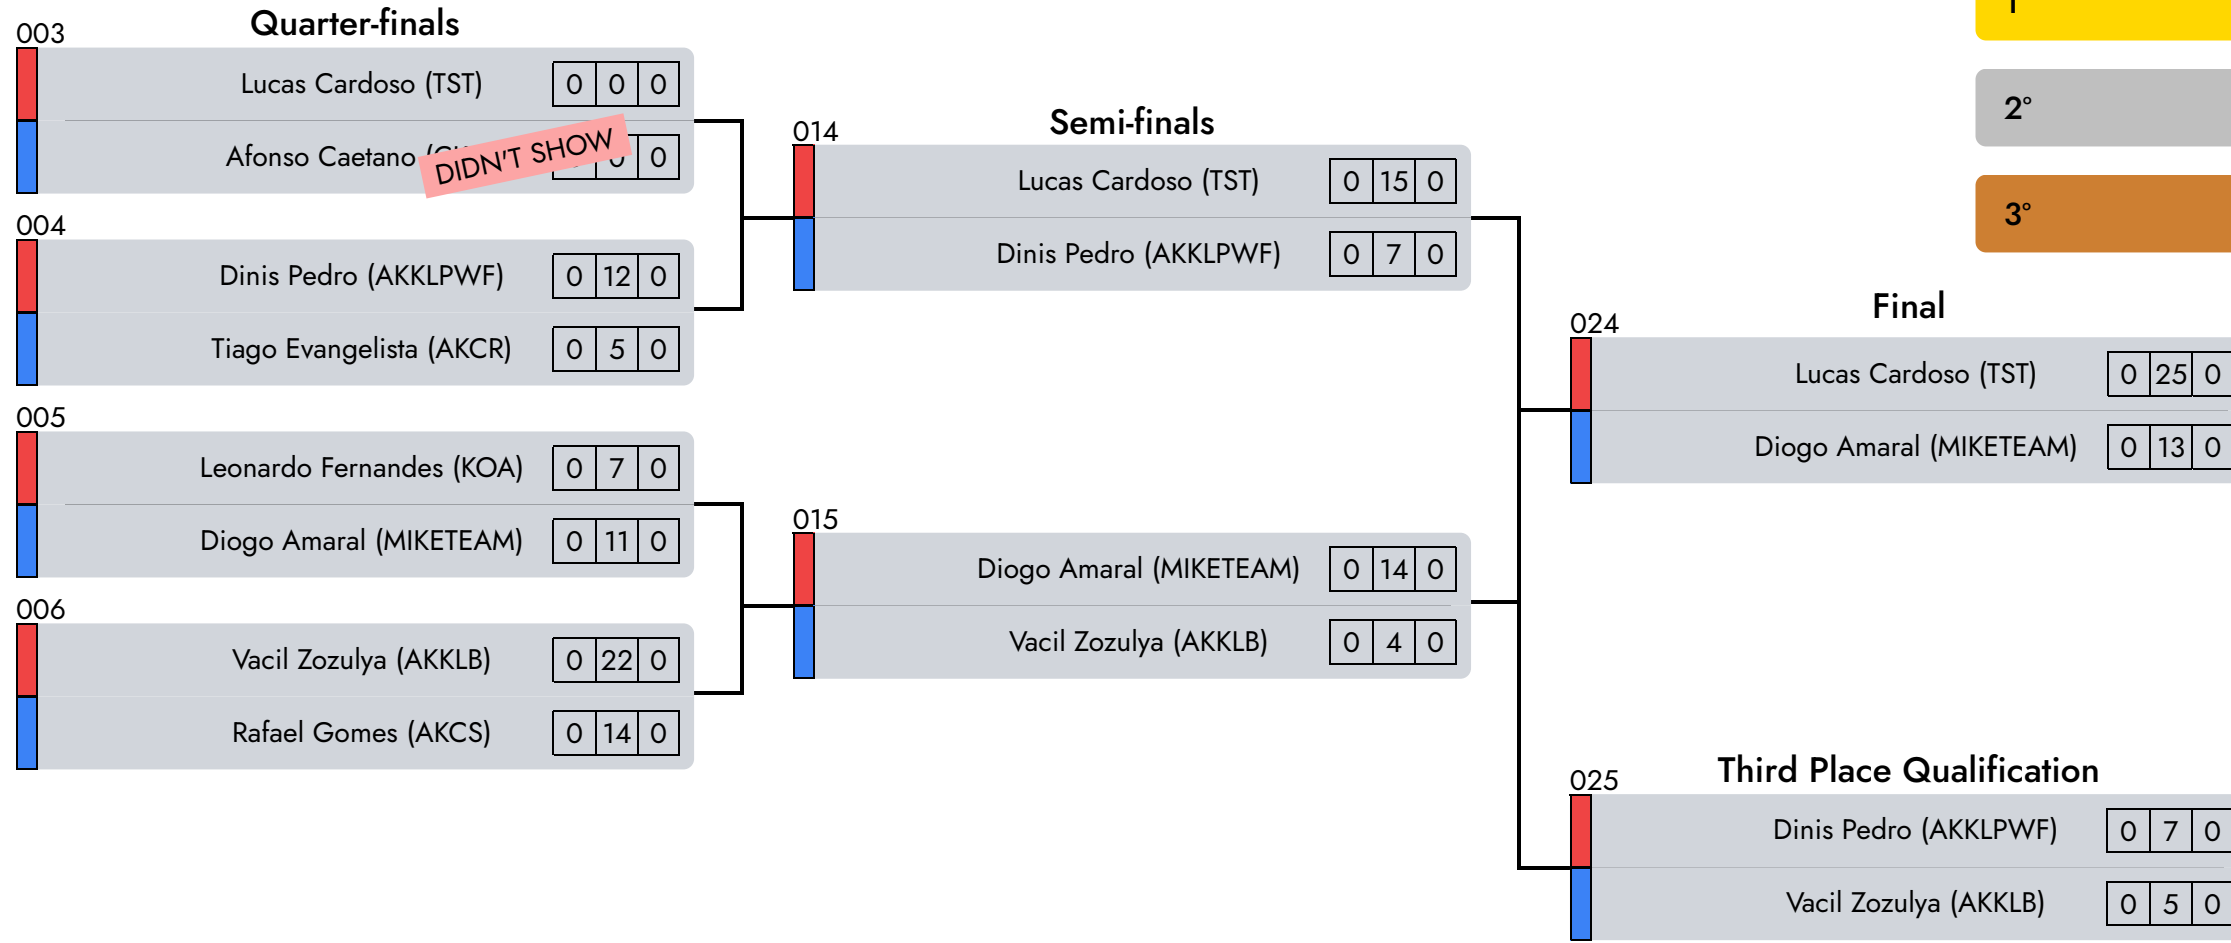 Quarter-finals
003
Lucas Cardoso (TST) 0 0 0
Afonso Caetano 0
DIDN'T SHOW
004
Dinis Pedro (AKKLPWF) 0 12 0
Tiago Evangelista (AKCR) 0 5 0
005
Leonardo Fernandes (KOA) 0 7 0
Diogo Amaral (MIKETEAM) 0 11 0
006
Vacil Zozulya (AKKLB) 0 22 0
Rafael Gomes (AKCS) 0 14 0
Semi-finals
014
Lucas Cardoso (TST) 0 15 0
Dinis Pedro (AKKLPWF) 0 7 0
015
Diogo Amaral (MIKETEAM) 0 14 0
Vacil Zozulya (AKKLB) 0 4 0
2°
3°
Final
024
Lucas Cardoso (TST) 0 25 0
Diogo Amaral (MIKETEAM) 0 13 0
Third Place Qualification
025
Dinis Pedro (AKKLPWF) 0 7 0
Vacil Zozulya (AKKLB) 0 5 0